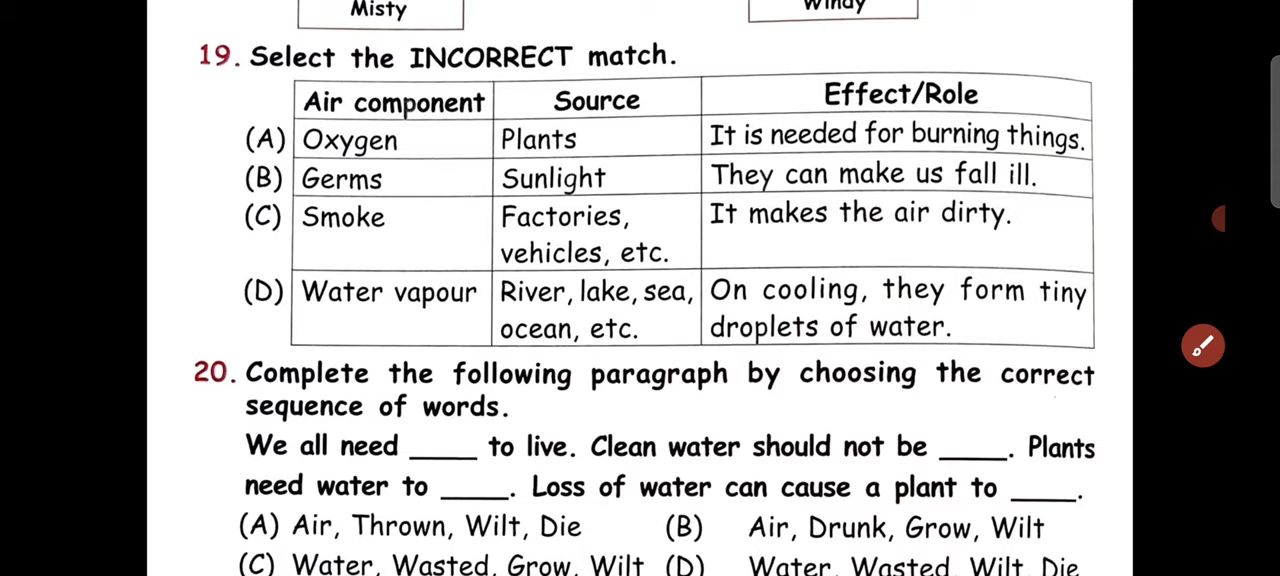 Misty
Windy
19. Select the INCORRECT match.
Air component Source Effect/Role
(A) Oxygen Plants It is needed for burning things.
(B) Germs Sunlight They can make us fall ill.
(C) Smoke Factories, It makes the air dirty.
vehicles, etc.
(D) Water vapour River, lake, sea, On cooling, they form tiny
ocean, etc. droplets of water.
20. Complete the following paragraph by choosing the correct
sequence of words.
We all need ____ to live. Clean water should not be ____. Plants
need water to ____. Loss of water can cause a plant to ____.
(A) Air, Thrown, Wilt, Die (B) Air, Drunk, Grow, Wilt
(C) Water, Wasted, Grow, Wilt (D) Water, Wasted, Wilt, Die